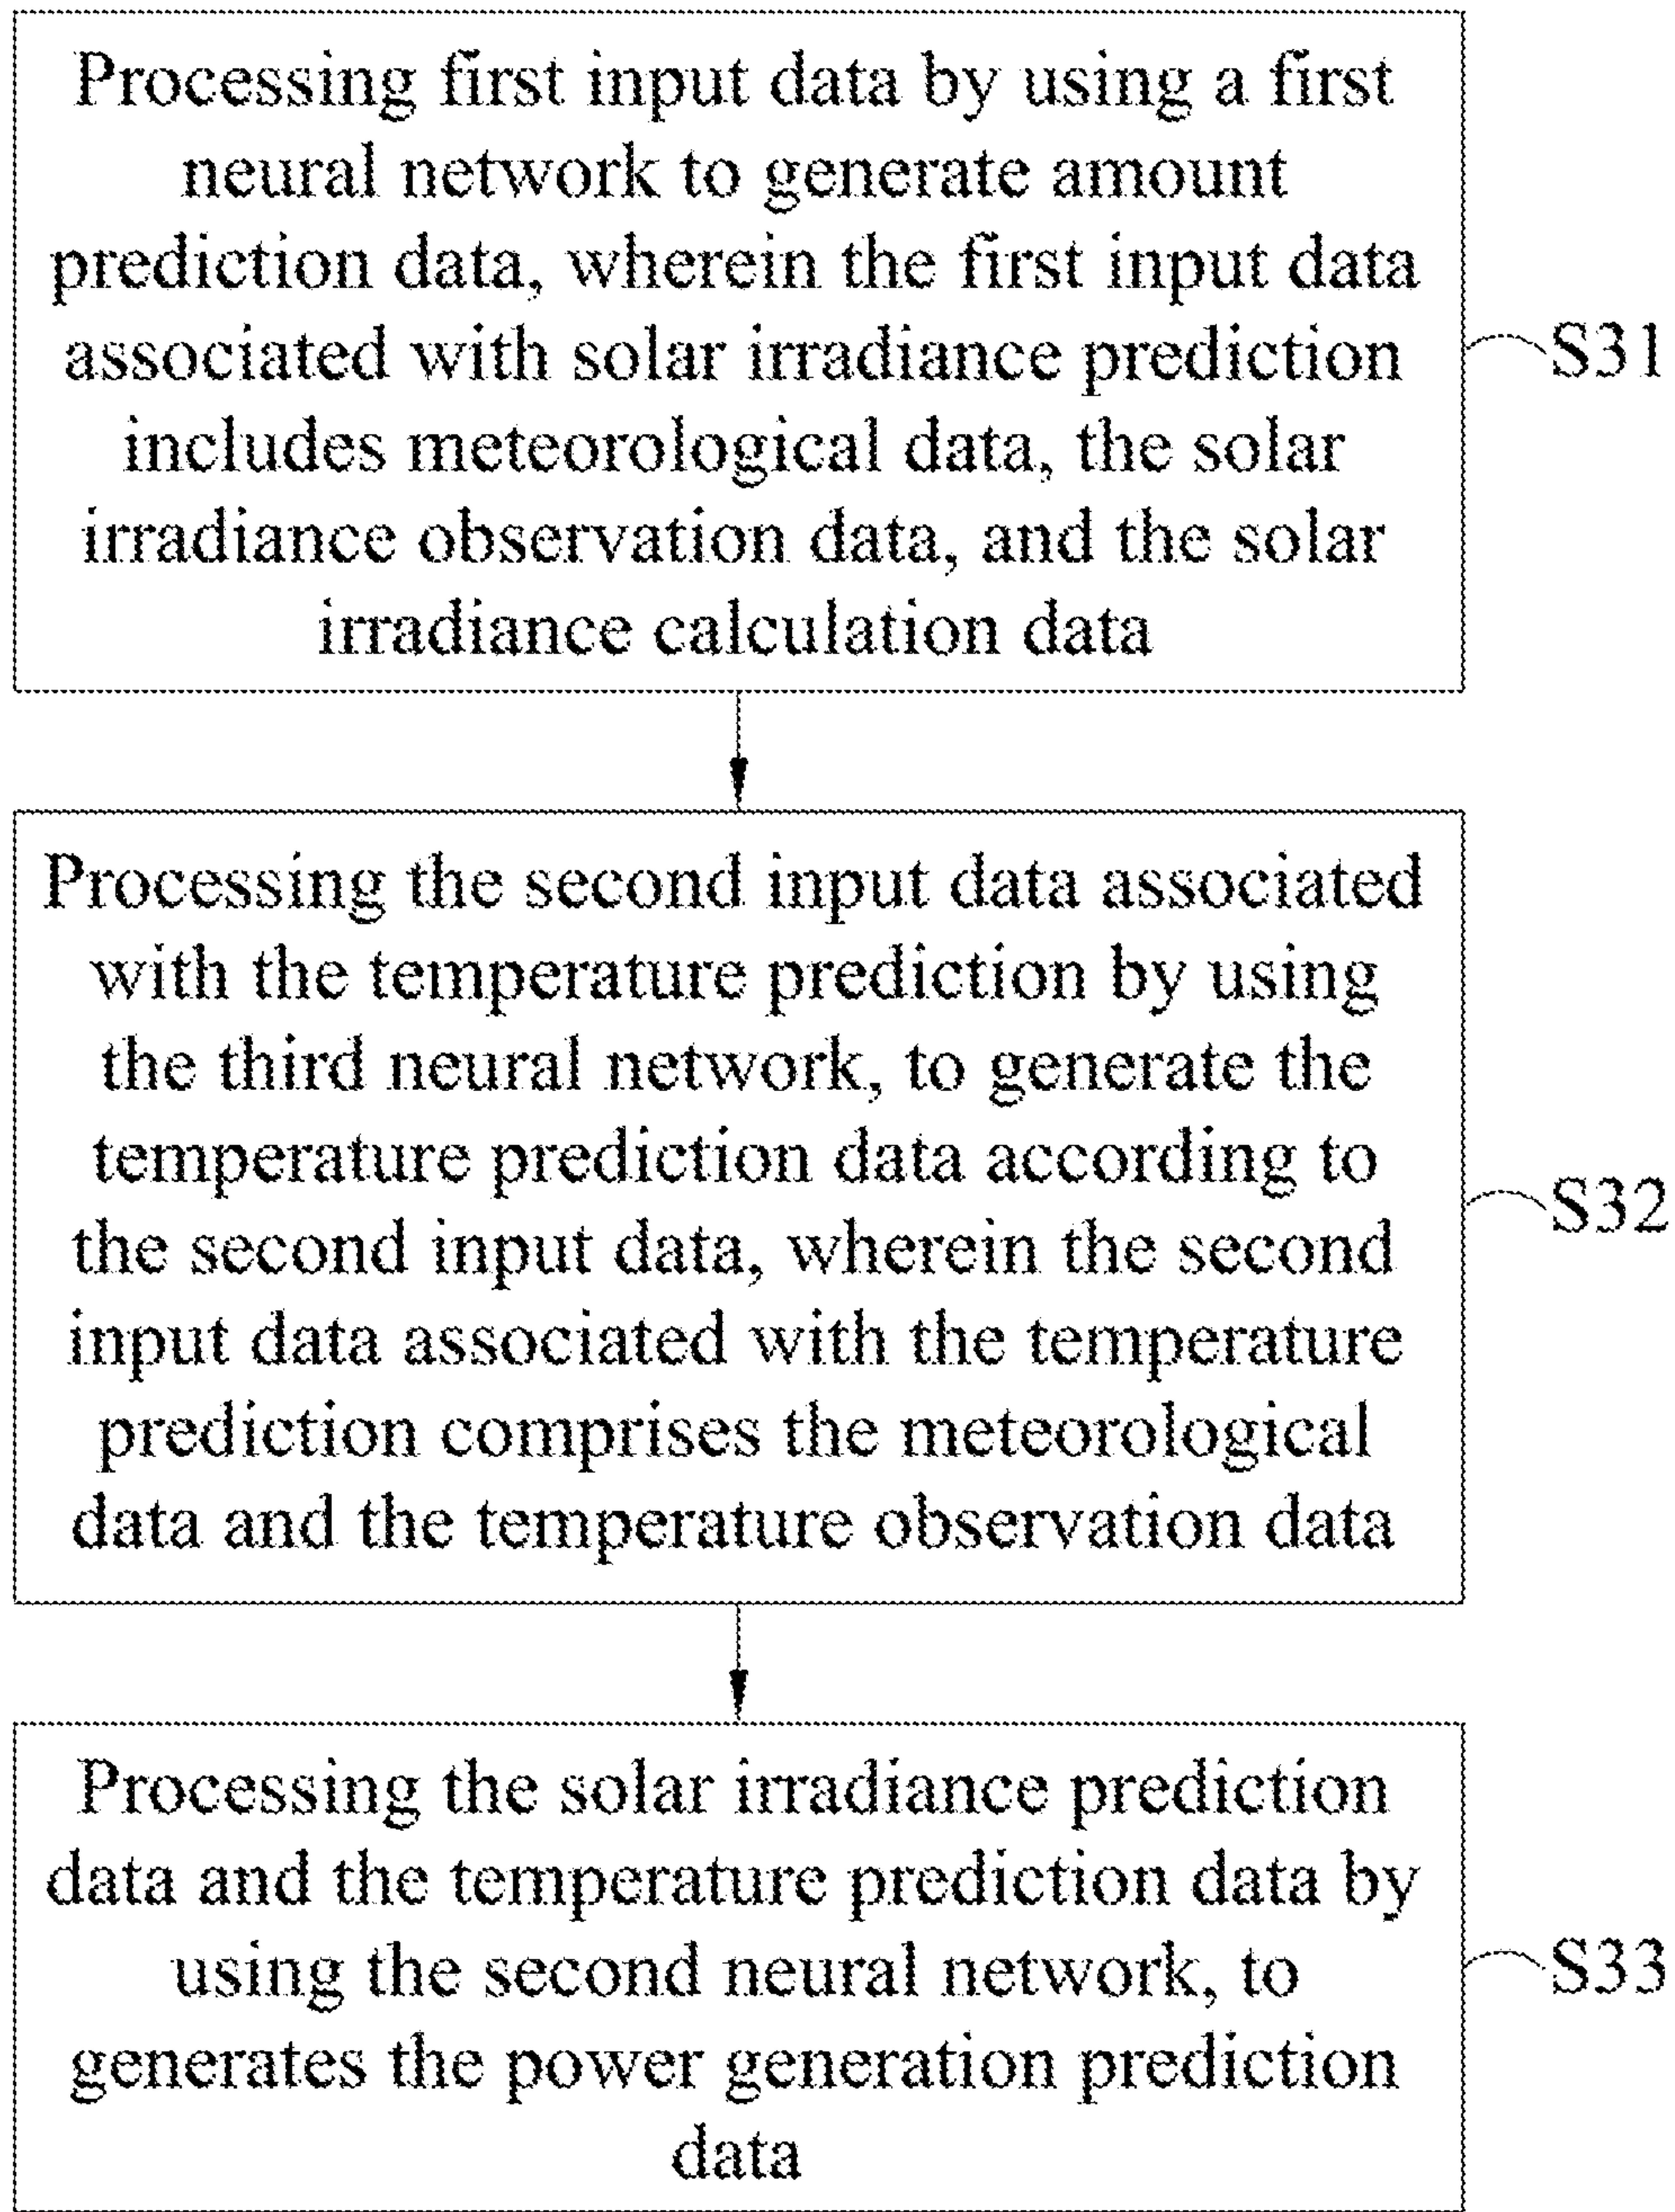 Processing first input data by using a first
neural network to generate amount
prediction data, wherein the first input data
associated with solar irradiance prediction
includes meteorological data, the solar
irradiance observation data, and the solar
irradiance calculation data
S31
Processing the second input data associated
with the temperature prediction by using
the third neural network, to generate the
temperature prediction data according to
the second input data, wherein the second
input data associated with the temperature
prediction comprises the meteorological
data and the temperature observation data
S32
Processing the solar irradiance prediction
data and the temperature prediction data by
using the second neural network, to
generates the power generation prediction
data
S33